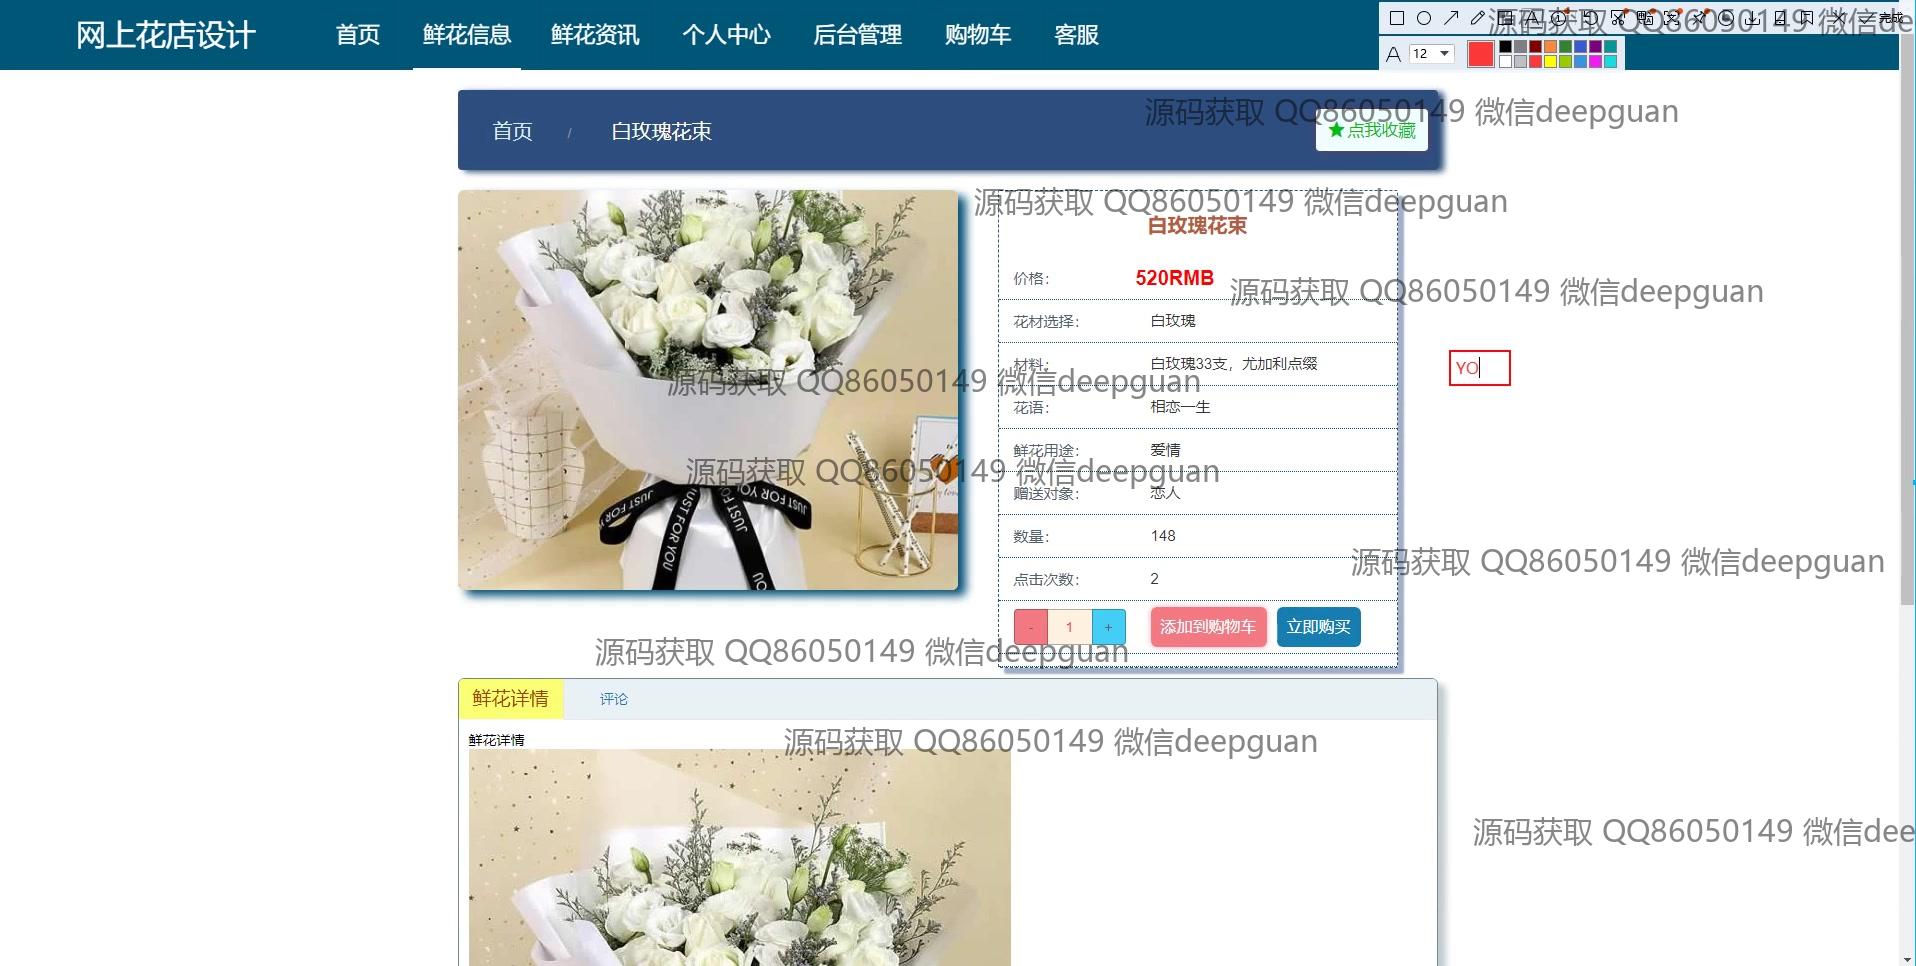 网上花店设计
首页 鲜花信息 鲜花资讯 个人中心 后台管理 购物车 客服
源码获取 QQ86050149 微信dee
完成
A 12
首页 / 白玫瑰花束
★点我收藏
源码获取 QQ86050149 微信deepguan
源码获取 QQ86050149 微信deepguan
白玫瑰花束
价格: 520RMB
源码获取 QQ86050149 微信deepguan
花材选择: 白玫瑰
材料: 白玫瑰33支，尤加利点缀
YO
源码获取 QQ86050149 微信deepguan
花语: 相恋一生
鲜花用途: 爱情
源码获取 QQ86050149 微信deepguan
赠送对象: 恋人
JUST FOR YOU
JUST FOR YOU
JUST
YOU
数量: 148
源码获取 QQ86050149 微信deepguan
点击次数: 2
- 1 + 添加到购物车 立即购买
源码获取 QQ86050149 微信deepguan
鲜花详情 评论
鲜花详情
源码获取 QQ86050149 微信deepguan
源码获取 QQ86050149 微信dee